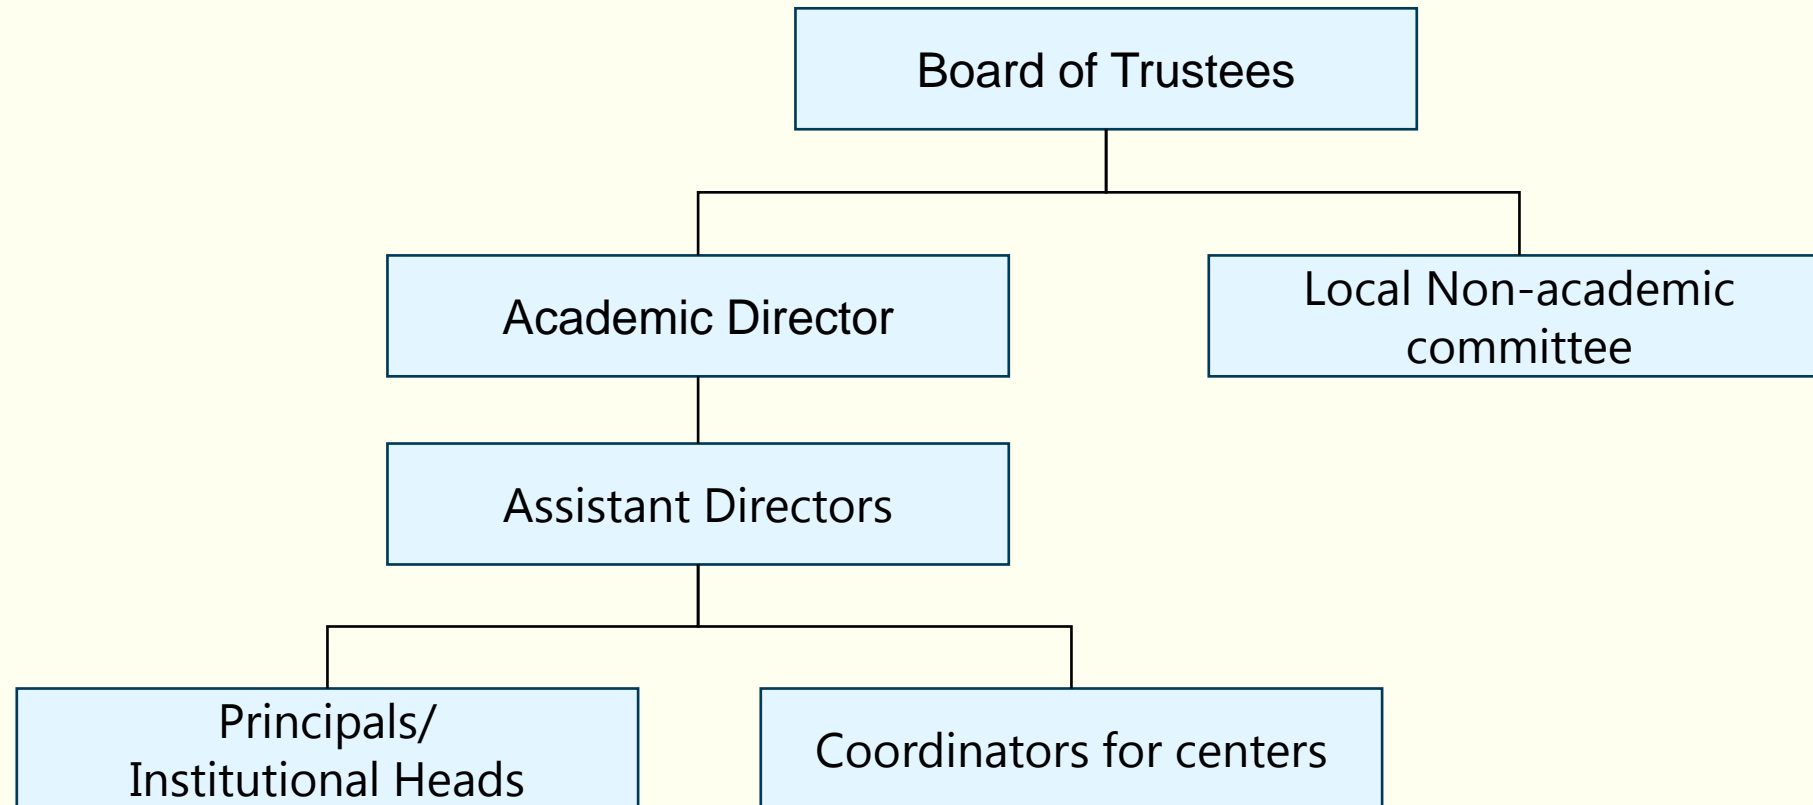 Board of Trustees
Academic Director
Local Non-academic
committee
Assistant Directors
Principals/
Institutional Heads
Coordinators for centers